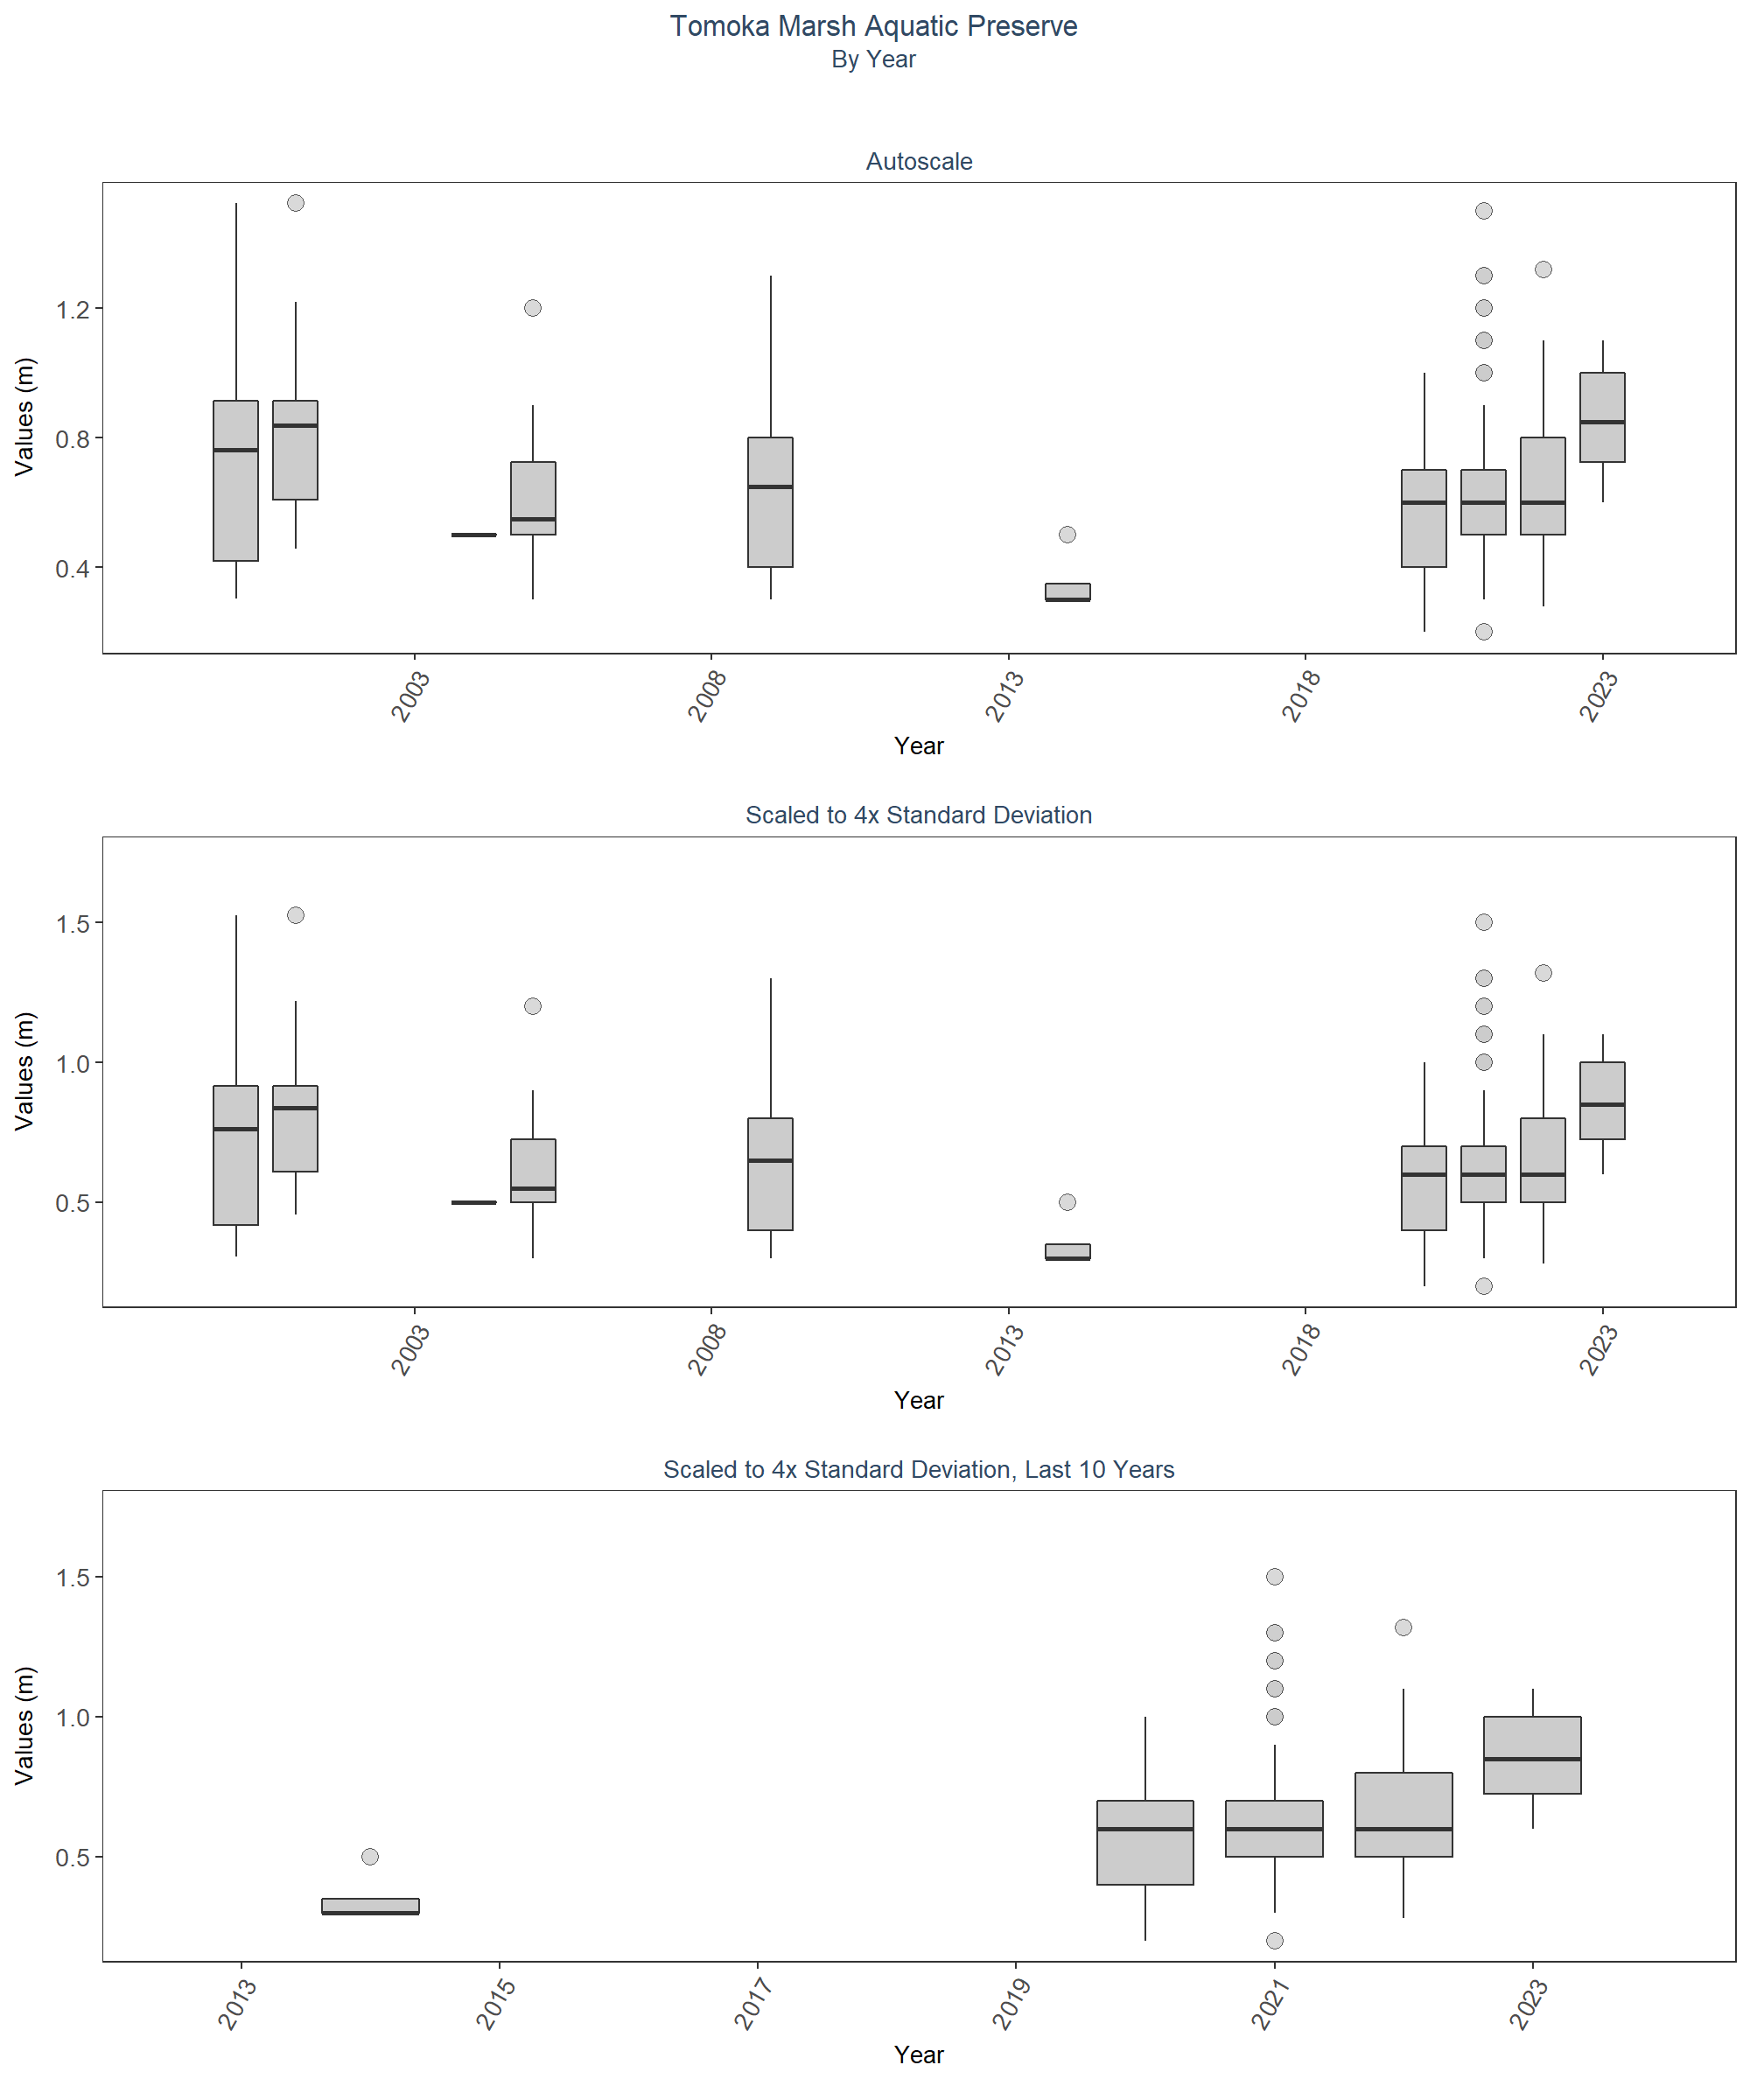 Tomoka Marsh Aquatic Preserve
By Year
Autoscale
Values (m)
1.2
0.8
0.4
2003
2008
2013
2018
2023
Year
Scaled to 4x Standard Deviation
Values (m)
1.5
1.0
0.5
2003
2008
2013
2018
2023
Year
Scaled to 4x Standard Deviation, Last 10 Years
Values (m)
1.5
1.0
0.5
2013
2015
2017
2019
2021
2023
Year